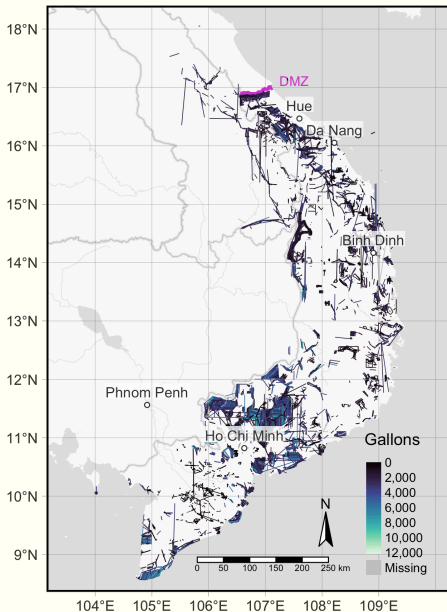 18°N
17°N
16°N
15°N
14°N
13°N
12°N
11°N
10°N
9°N
DMZ
Hue
Da Nang
Binh Dinh
Phnom Penh
Ho Chi Minh
Gallons
0
2,000
4,000
6,000
8,000
10,000
12,000
Missing
N
0 50 100 150 200 250 km
104°E 105°E 106°E 107°E 108°E 109°E